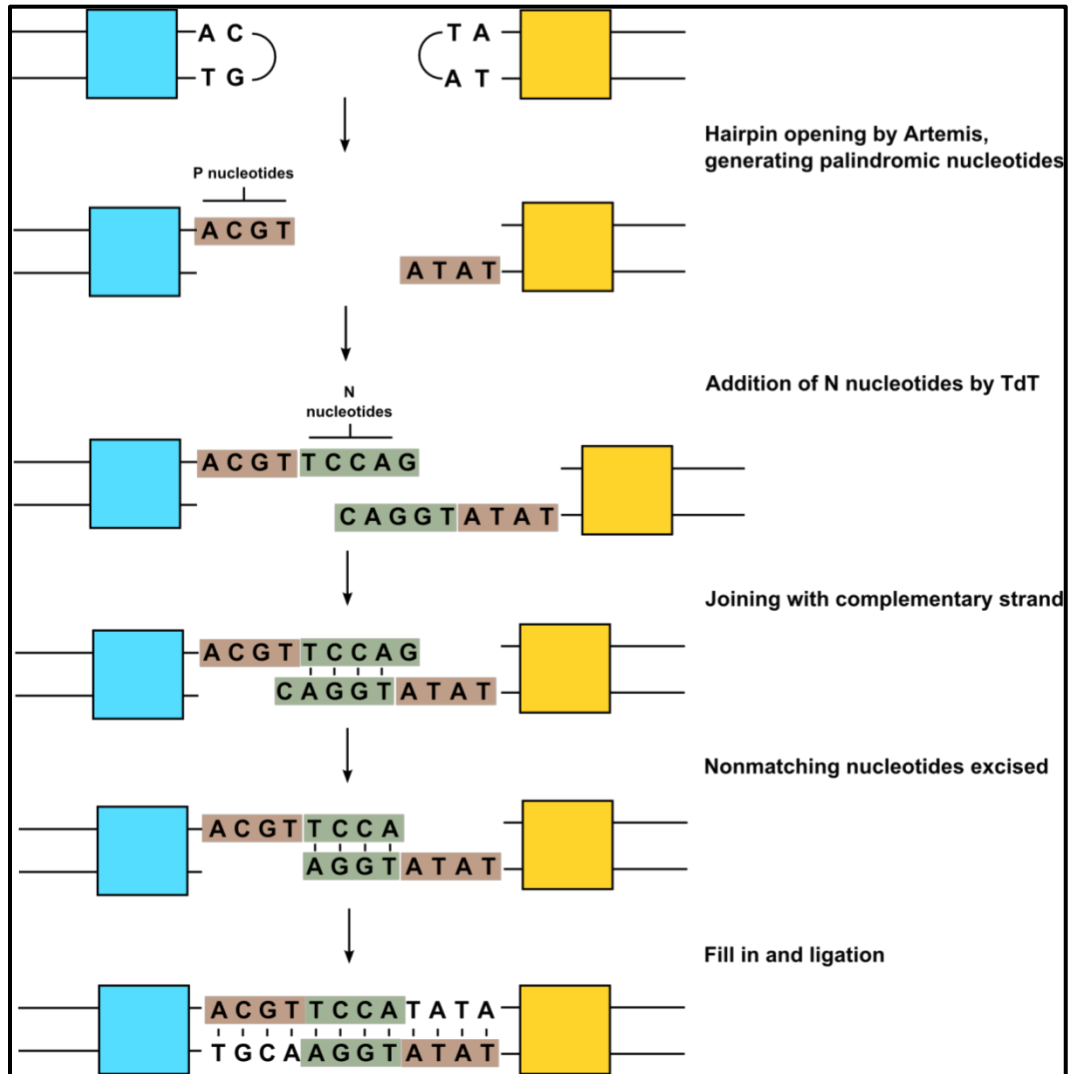 A C T A
T G A T
Hairpin opening by Artemis,
generating palindromic nucleotides
P nucleotides
A C G T
A T A T
Addition of N nucleotides by TdT
N
nucleotides
A C G T T C C A G
C A G G T A T A T
Joining with complementary strand
A C G T T C C A G
C A G G T A T A T
Nonmatching nucleotides excised
A C G T T C C A
A G G T A T A T
Fill in and ligation
A C G T T C C A T A T A
T G C A A G G T A T A T